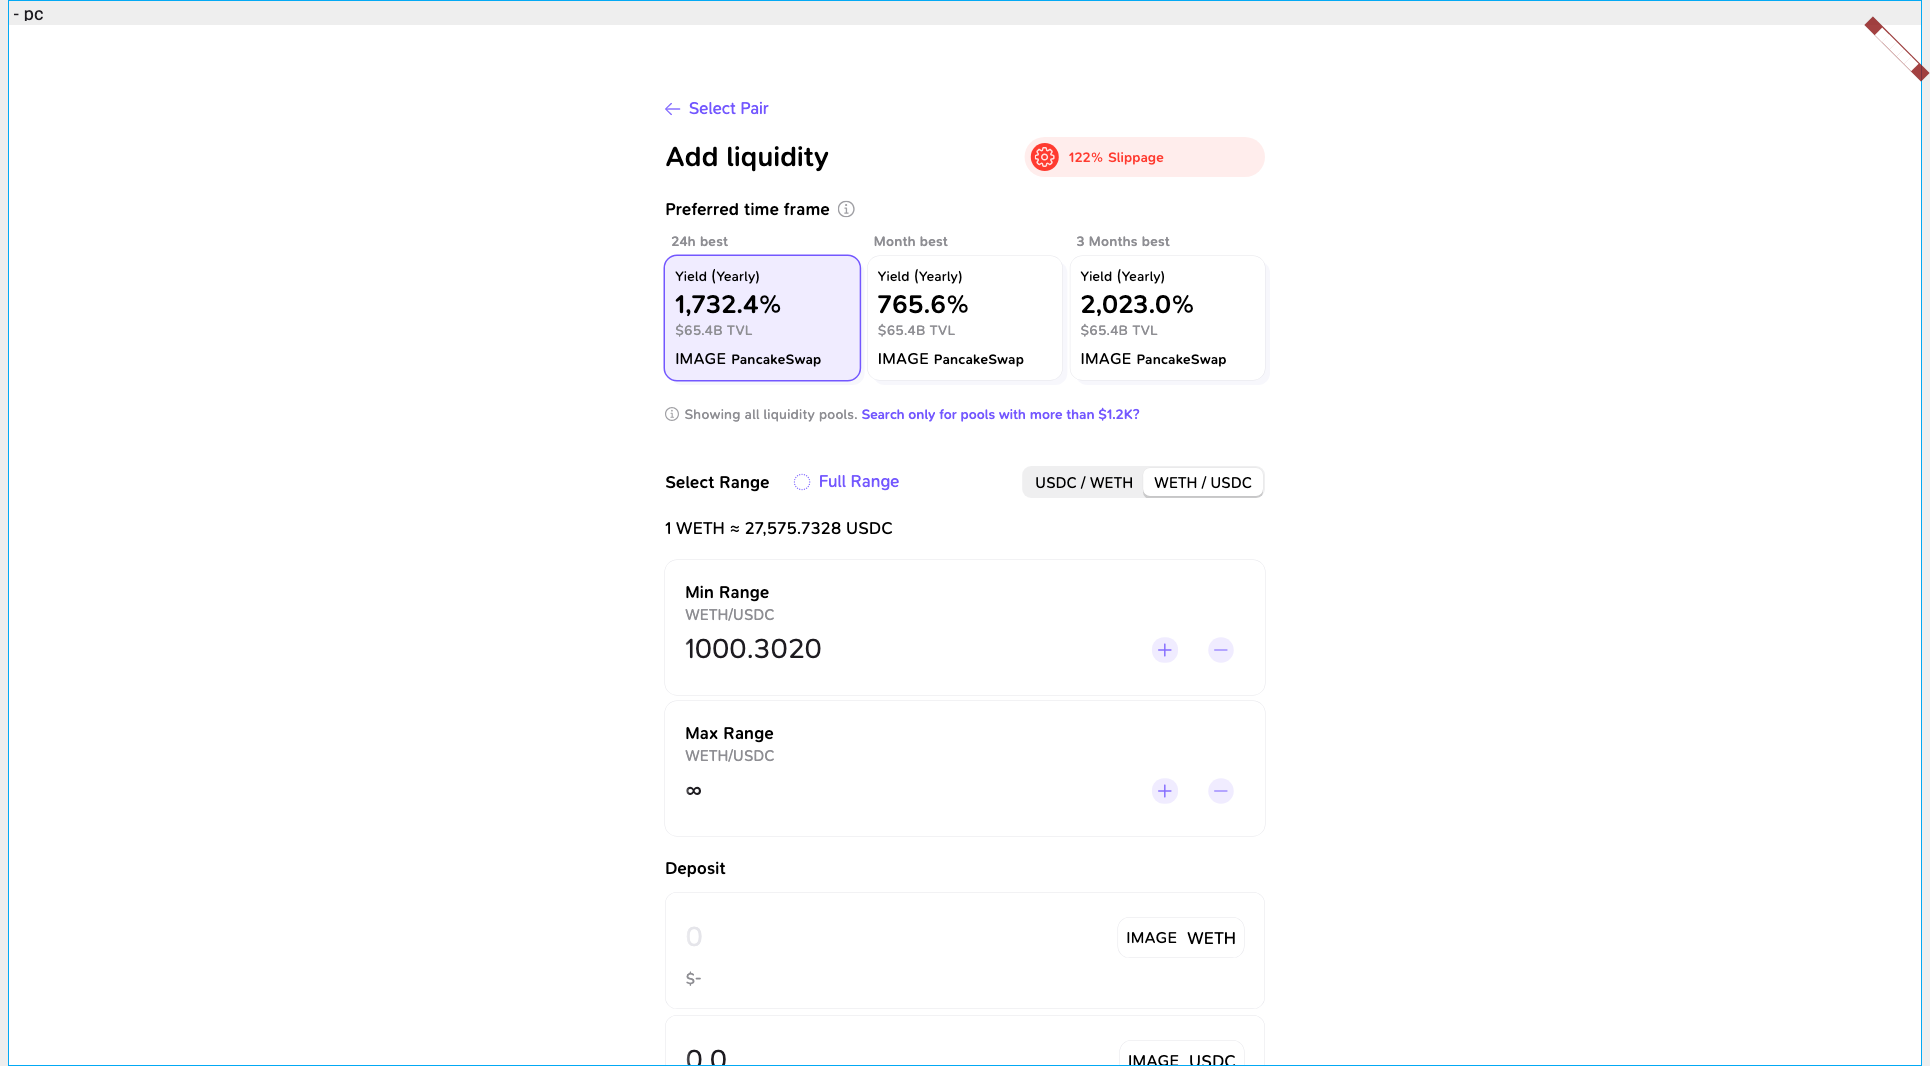 - pc
Select Pair
Add liquidity
122% Slippage
Preferred time frame
24h best
Month best
3 Months best
Yield (Yearly)
1,732.4%
$65.4B TVL
IMAGE PancakeSwap
Yield (Yearly)
765.6%
$65.4B TVL
IMAGE PancakeSwap
Yield (Yearly)
2,023.0%
$65.4B TVL
IMAGE PancakeSwap
Showing all liquidity pools. Search only for pools with more than $1.2K?
Select Range
Full Range
USDC / WETH
WETH / USDC
1 WETH ≈ 27,575.7328 USDC
Min Range
WETH/USDC
1000.3020
Max Range
WETH/USDC
∞
Deposit
0
IMAGE WETH
$-
0.0
IMAGE USDC